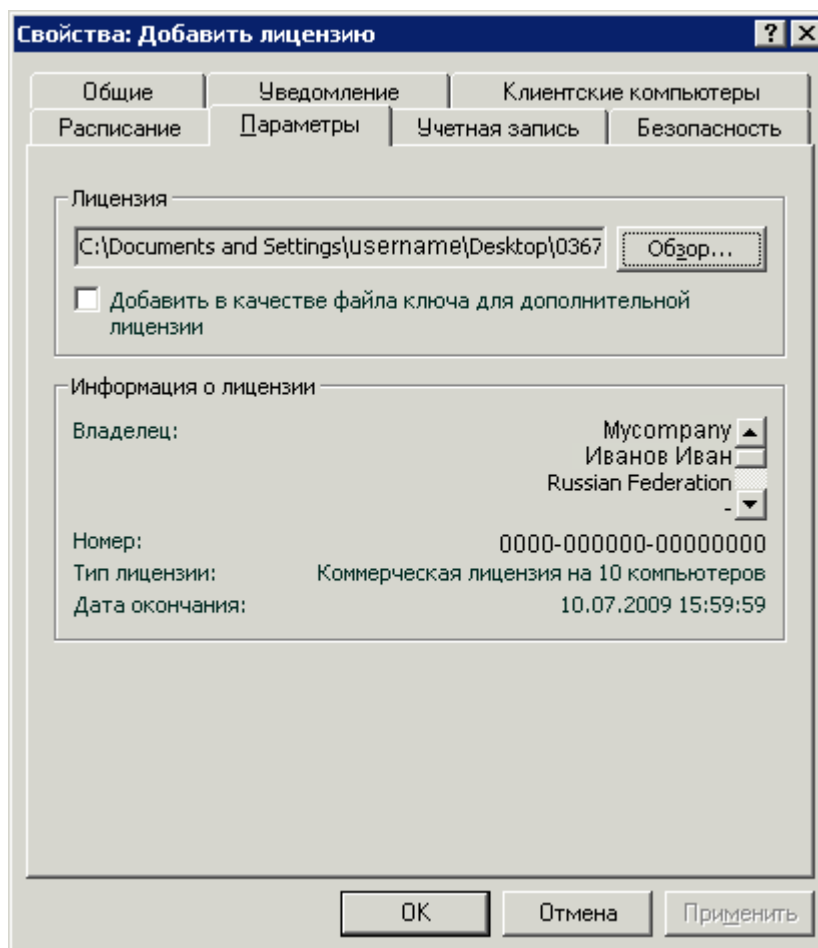 Свойства: Добавить лицензию
Общие Уведомление Клиентские компьютеры
Расписание Параметры Учетная запись Безопасность
Лицензия
C:\Documents and Settings\username\Desktop\0367
Обзор...
Добавить в качестве файла ключа для дополнительной
лицензии
Информация о лицензии
Владелец: Mycompany
Иванов Иван
Russian Federation
-
Номер: 0000-000000-00000000
Тип лицензии: Коммерческая лицензия на 10 компьютеров
Дата окончания: 10.07.2009 15:59:59
OK Отмена Применить